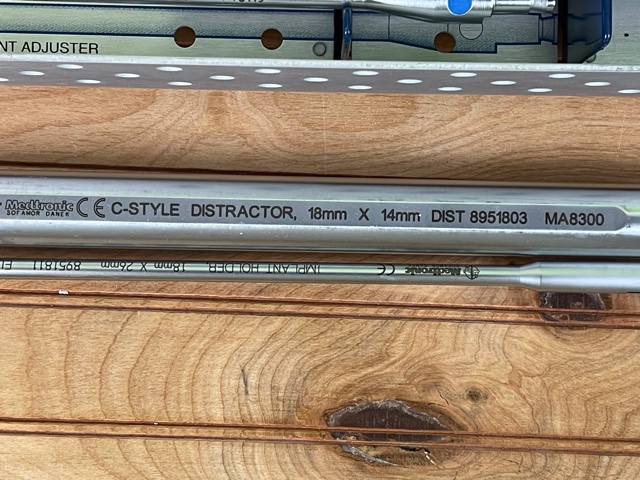 NT ADJUSTER
Medtronic
SOFAMOR DANEK
CE C-STYLE DISTRACTOR, 18mm X 14mm DIST 8951803 MA8300
Medtronic CE IMPLANT HOLDER 18mm X 26mm 8951811